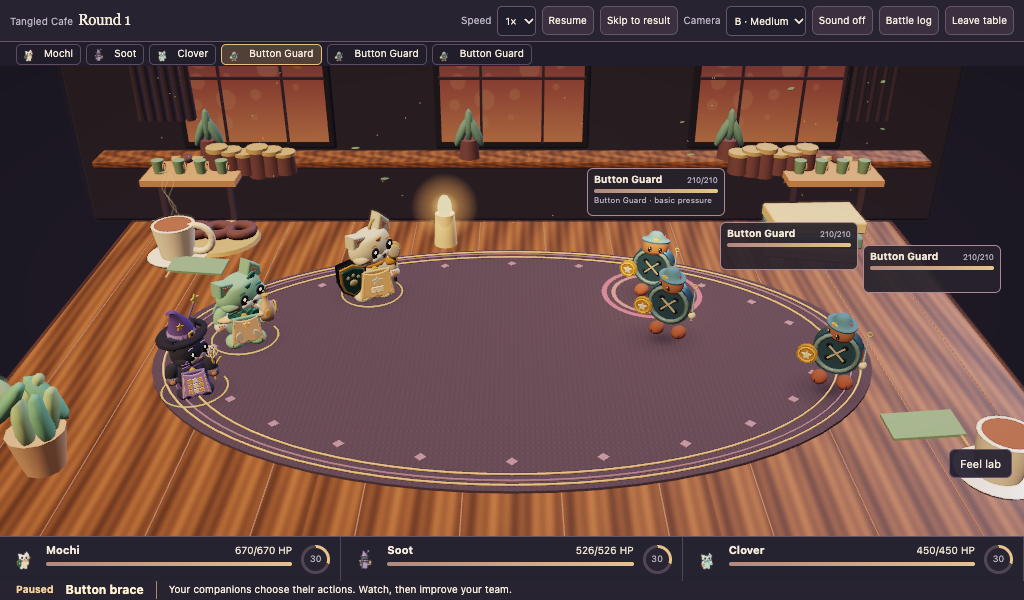 Tangled Cafe Round 1
Speed 1x Resume Skip to result Camera B · Medium Sound off Battle log Leave table
Mochi Soot Clover Button Guard Button Guard Button Guard
Button Guard 210/210
Button Guard · basic pressure
Button Guard 210/210
Button Guard 210/210
Feel lab
Mochi 670/670 HP 30
Soot 526/526 HP 30
Clover 450/450 HP 30
Paused Button brace Your companions choose their actions. Watch, then improve your team.